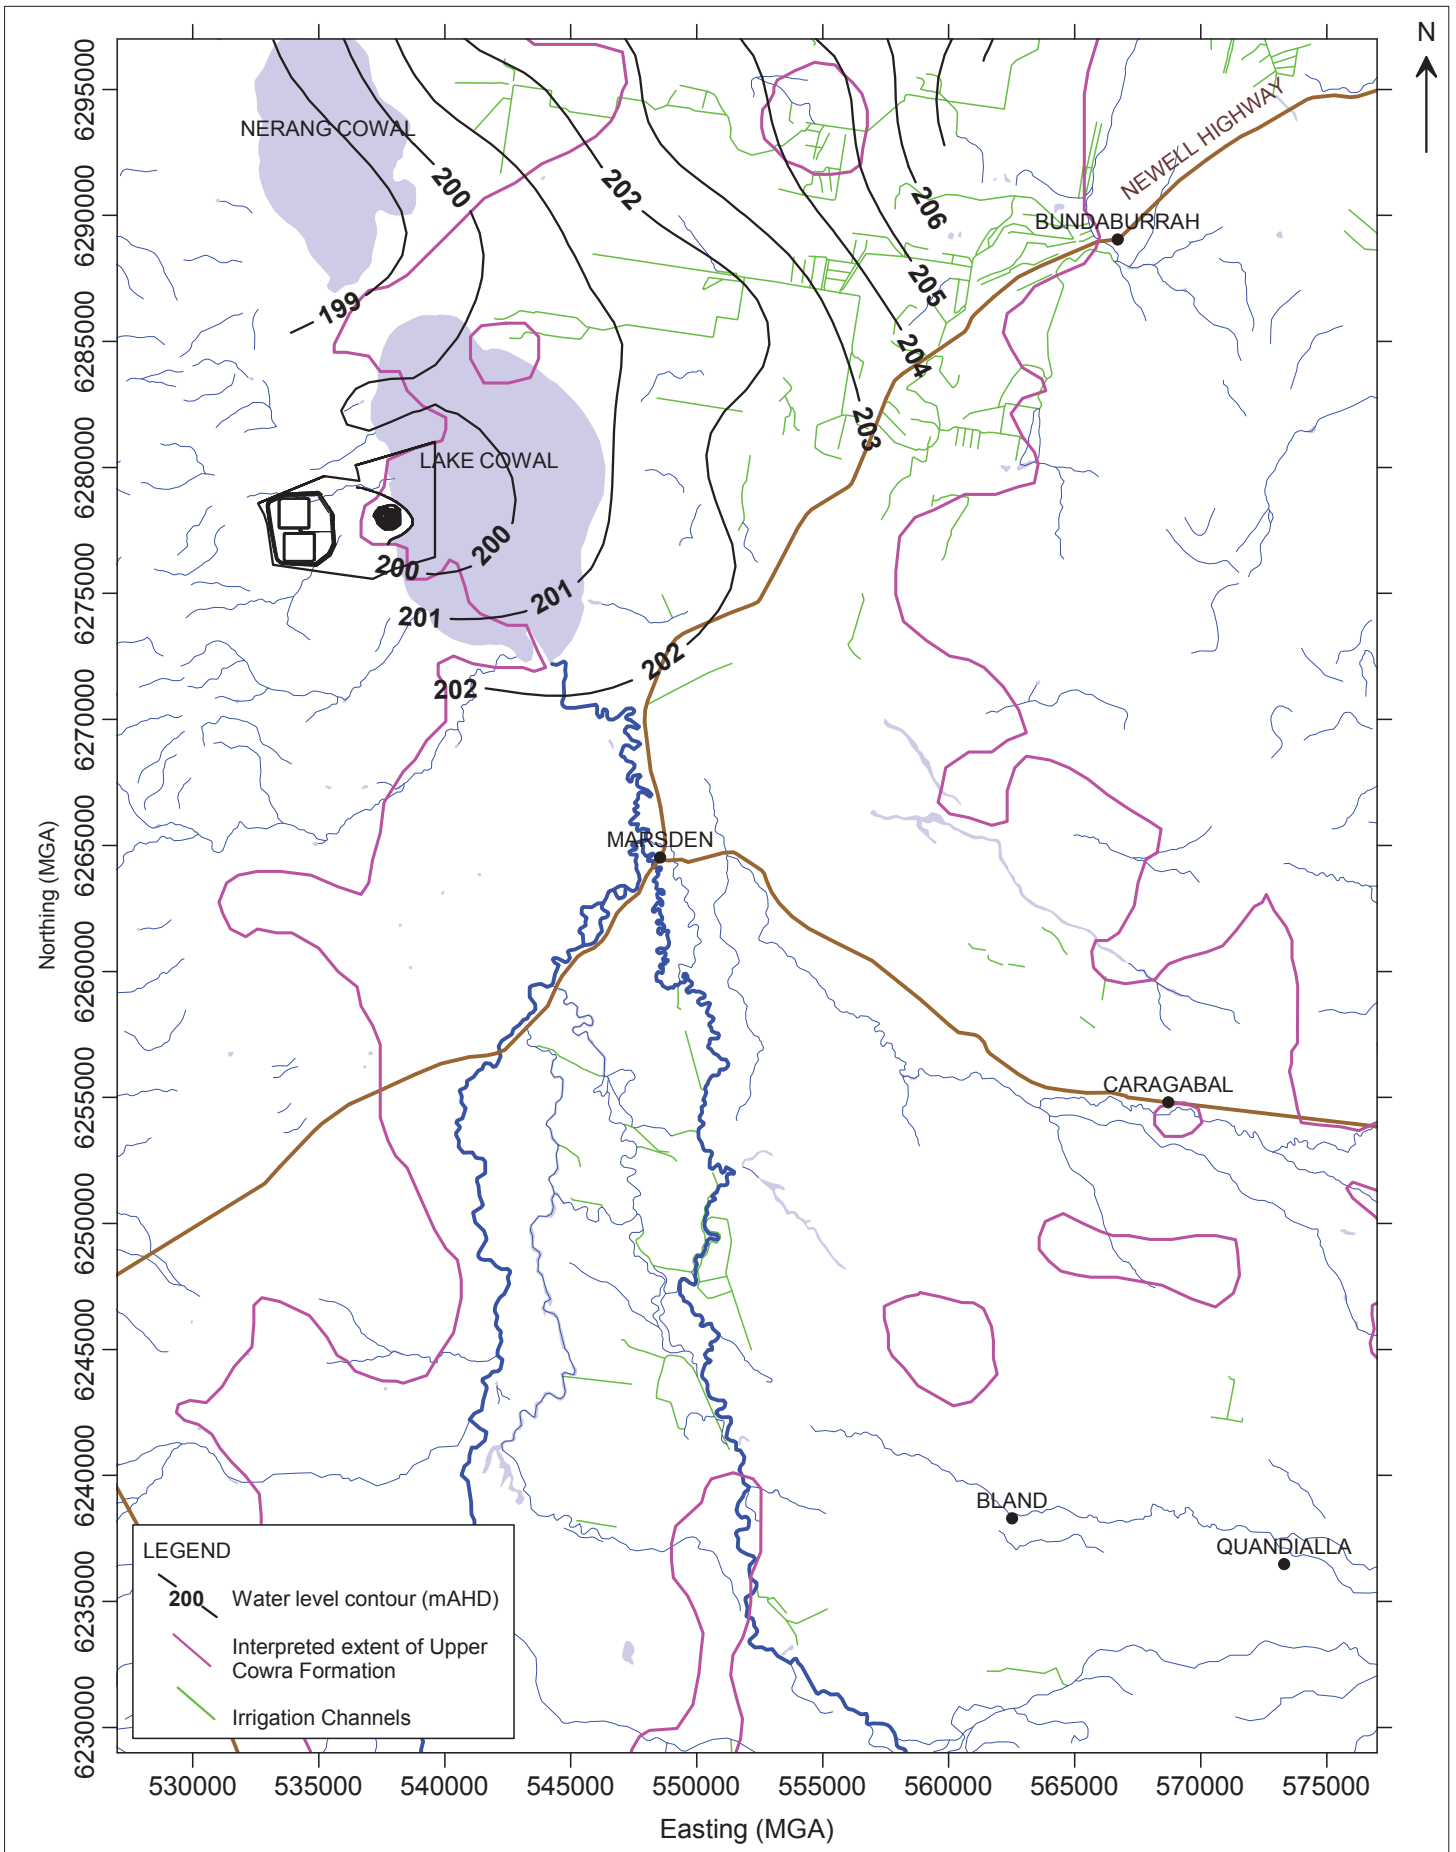 N
NERANG COWAL
NEWELL HIGHWAY
BUNDABURRAH
200
202
206
205
199
204
203
LAKE COWAL
200
200
201
201
202
202
MARSDEN
CARAGABAL
BLAND
QUANDIALLA
LEGEND
200 Water level contour (mAHD)
Interpreted extent of Upper
Cowra Formation
Irrigation Channels
Northing (MGA)
6295000
6290000
6285000
6280000
6275000
6270000
6265000
6260000
6255000
6250000
6245000
6240000
6235000
6230000
530000 535000 540000 545000 550000 555000 560000 565000 570000 575000
Easting (MGA)